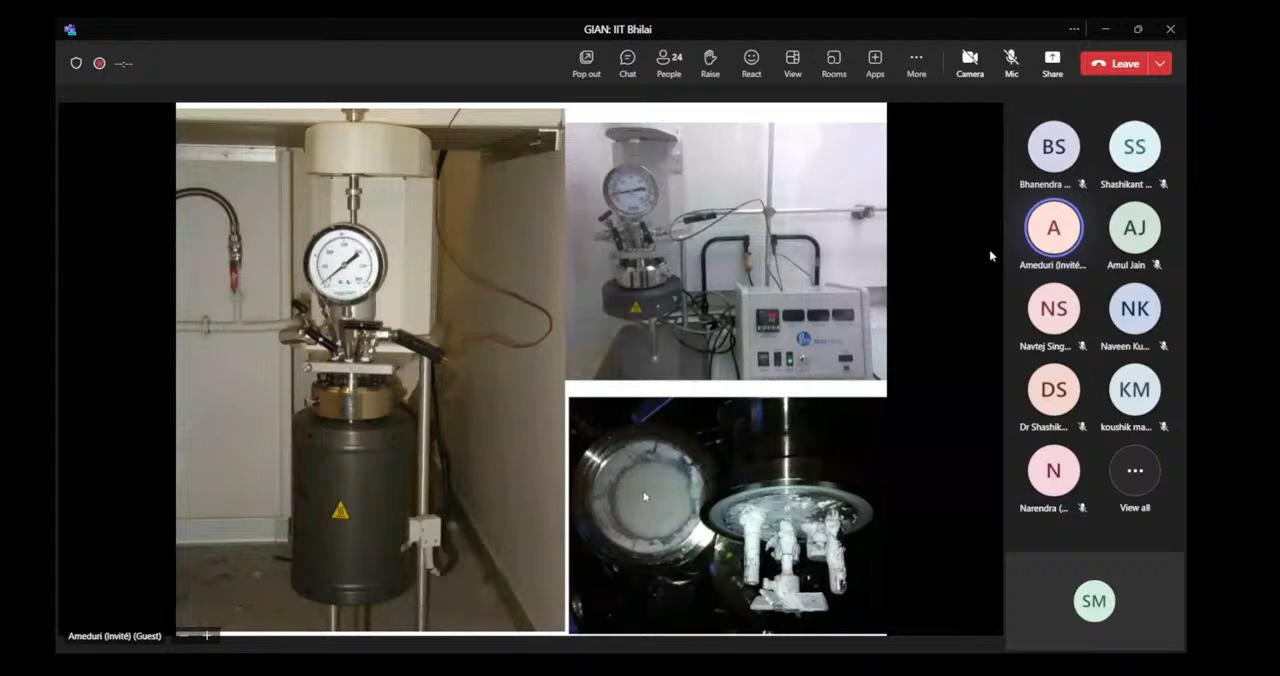 GIAN: IIT Bhilai
--:--
Pop out
Chat
24
People
Raise
React
View
Rooms
Apps
More
Camera
Mic
Share
Leave
BS
Bhanendra ...
SS
Shashikant ...
A
Ameduri (Invité...
AJ
Amul Jain
NS
Navtej Sing...
NK
Naveen Ku...
DS
Dr Shashik...
KM
koushik ma...
N
Narendra (...
View all
SM
Ameduri (Invité) (Guest)